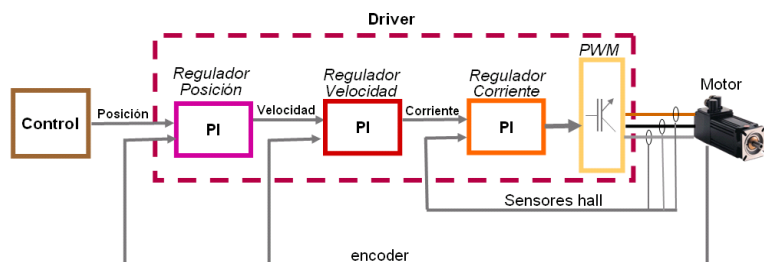 Driver
PWM
Regulador
Posición
Regulador
Velocidad
Regulador
Corriente
Motor
Control
Posición
PI
Velocidad
PI
Corriente
PI
Sensores hall
encoder